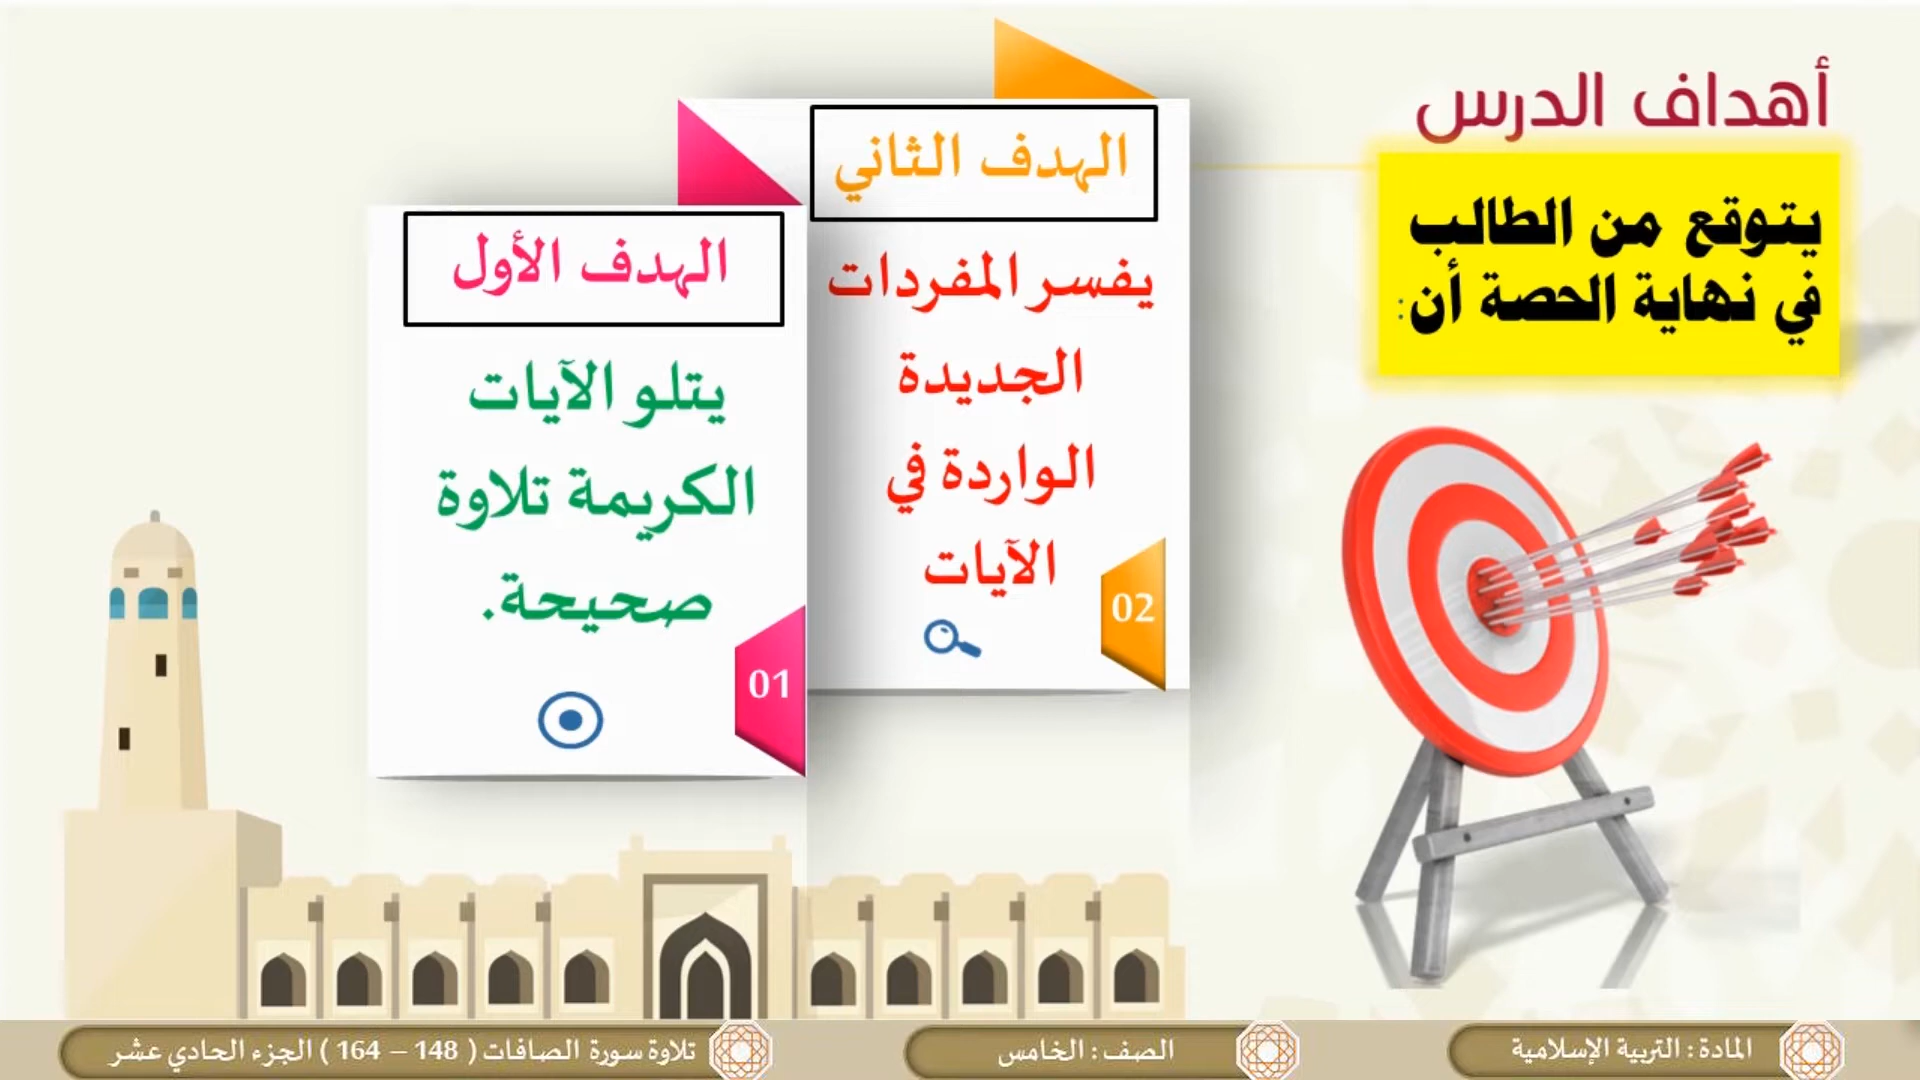 أهداف الدرس
يتوقع من الطالب
في نهاية الحصة أن:
الهدف الأول
يتلو الآيات
الكريمة تلاوة
صحيحة.
01
الهدف الثاني
يفسر المفردات
الجديدة
الواردة في
الآيات
02
المادة : التربية الإسلامية
الصف : الخامس
تلاوة سورة الصافات ( 148 – 164 ) الجزء الحادي عشر